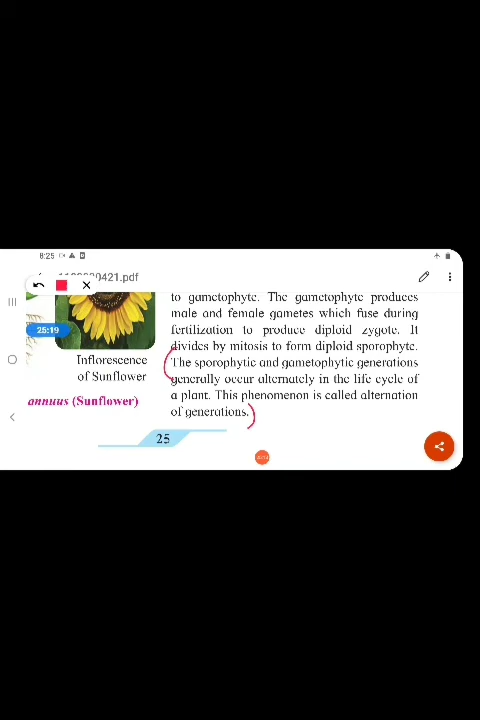 8:25
1100000421.pdf
25:19
to gametophyte. The gametophyte produces
male and female gametes which fuse during
fertilization to produce diploid zygote. It
divides by mitosis to form diploid sporophyte.
The sporophytic and gametophytic generations
generally occur alternately in the life cycle of
a plant. This phenomenon is called alternation
of generations.
Inflorescence
of Sunflower
annuus (Sunflower)
25